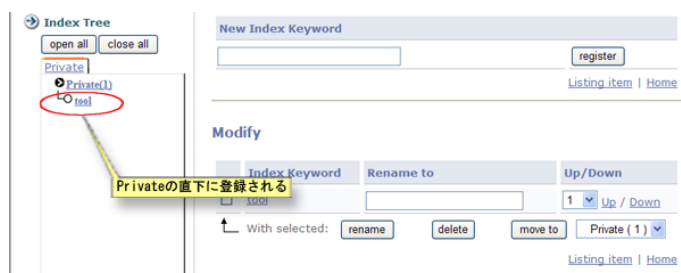 Index Tree
open all close all
Private
Private(1)
tool
New Index Keyword
register
Listing item | Home
Modify
Index Keyword Rename to Up/Down
tool 1 Up / Down
With selected: rename delete move to Private ( 1 )
Listing item | Home
Privateの直下に登録される